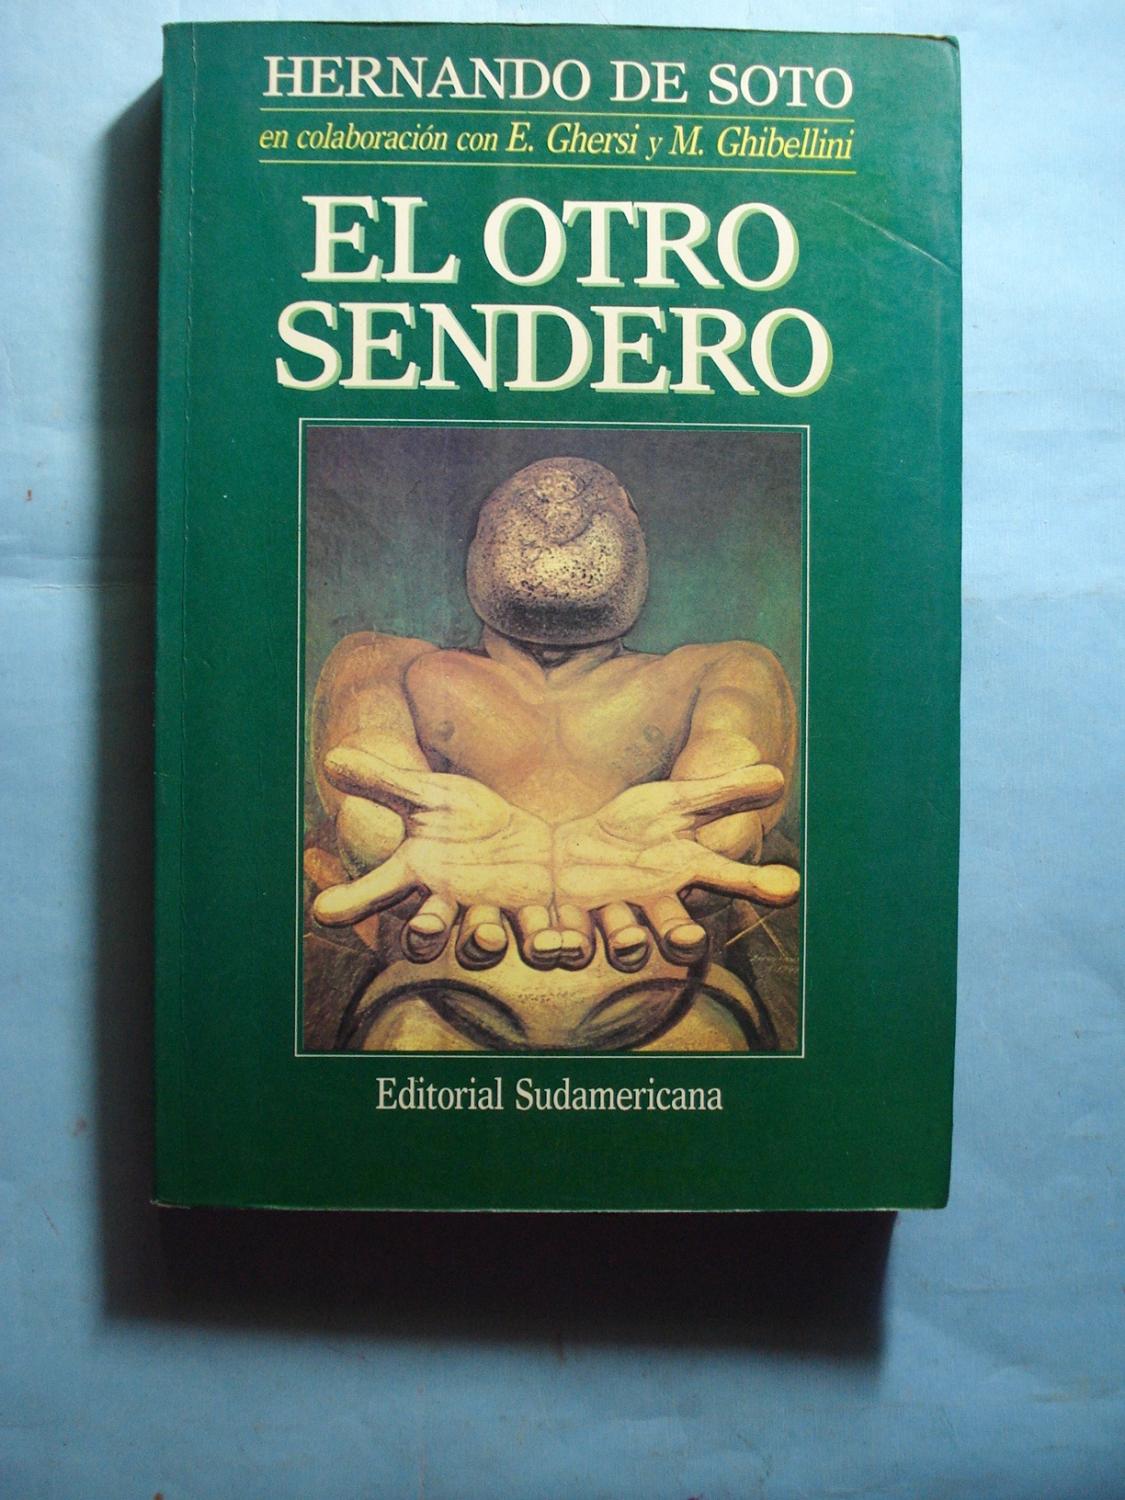 HERNANDO DE SOTO
en colaboración con E. Ghersi y M. Ghibellini
EL OTRO
SENDERO
Editorial Sudamericana